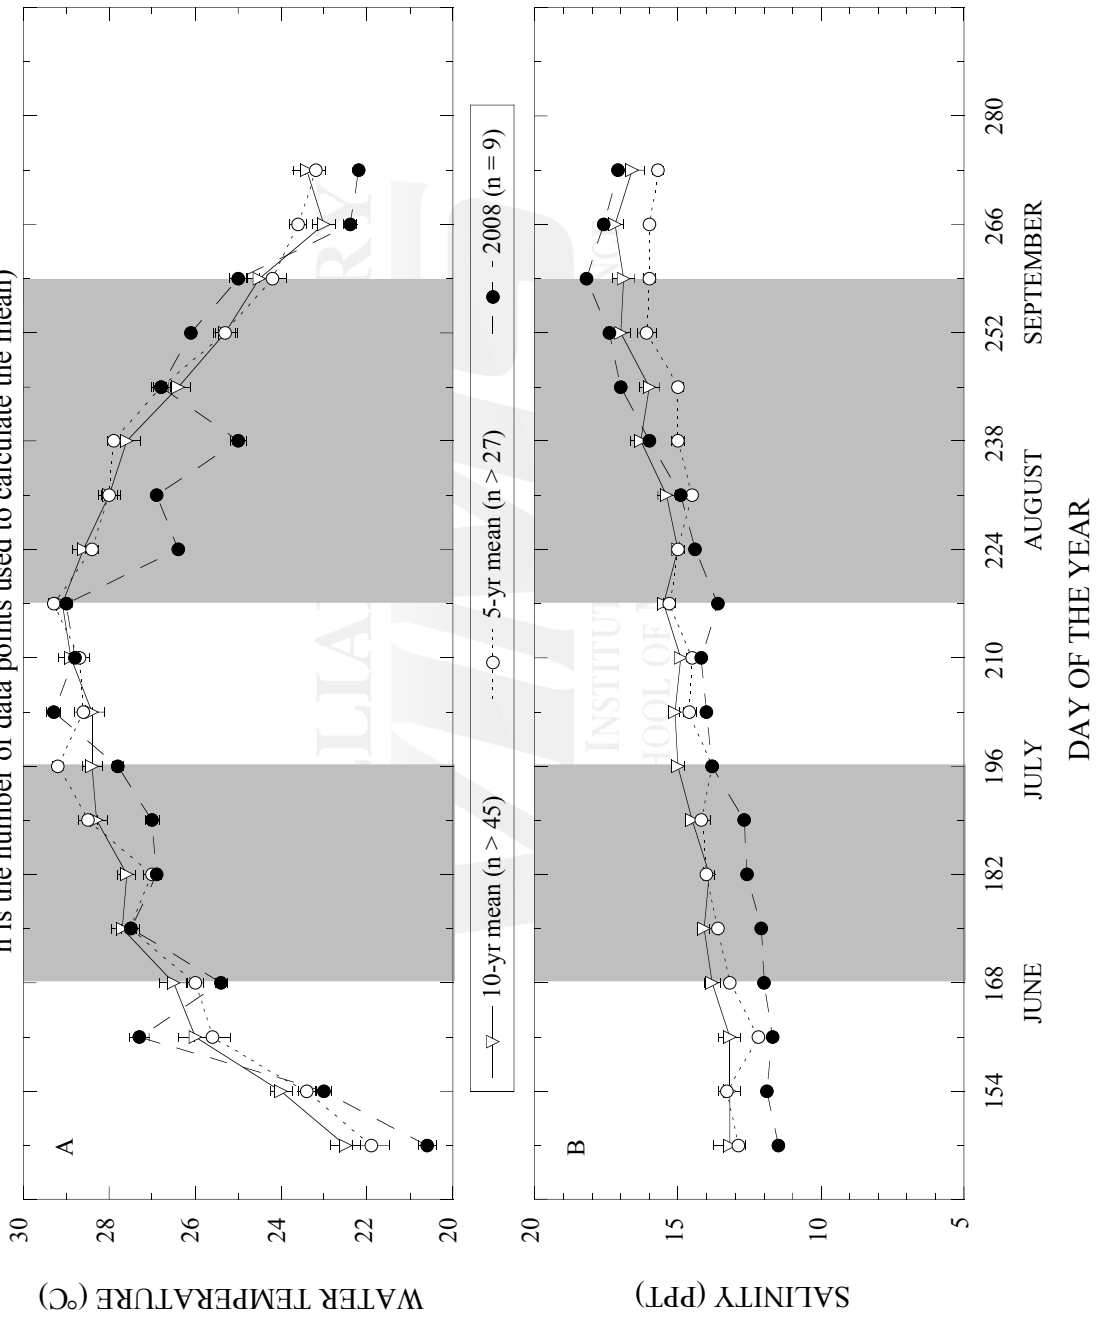 n is the number of data points used to calculate the mean)
WATER TEMPERATURE (°C)
30
28
26
24
22
20
A
10-yr mean (n > 45)
5-yr mean (n > 27)
2008 (n = 9)
SALINITY (PPT)
20
15
10
5
B
154
168
182
196
210
224
238
252
266
280
JUNE
JULY
AUGUST
SEPTEMBER
DAY OF THE YEAR